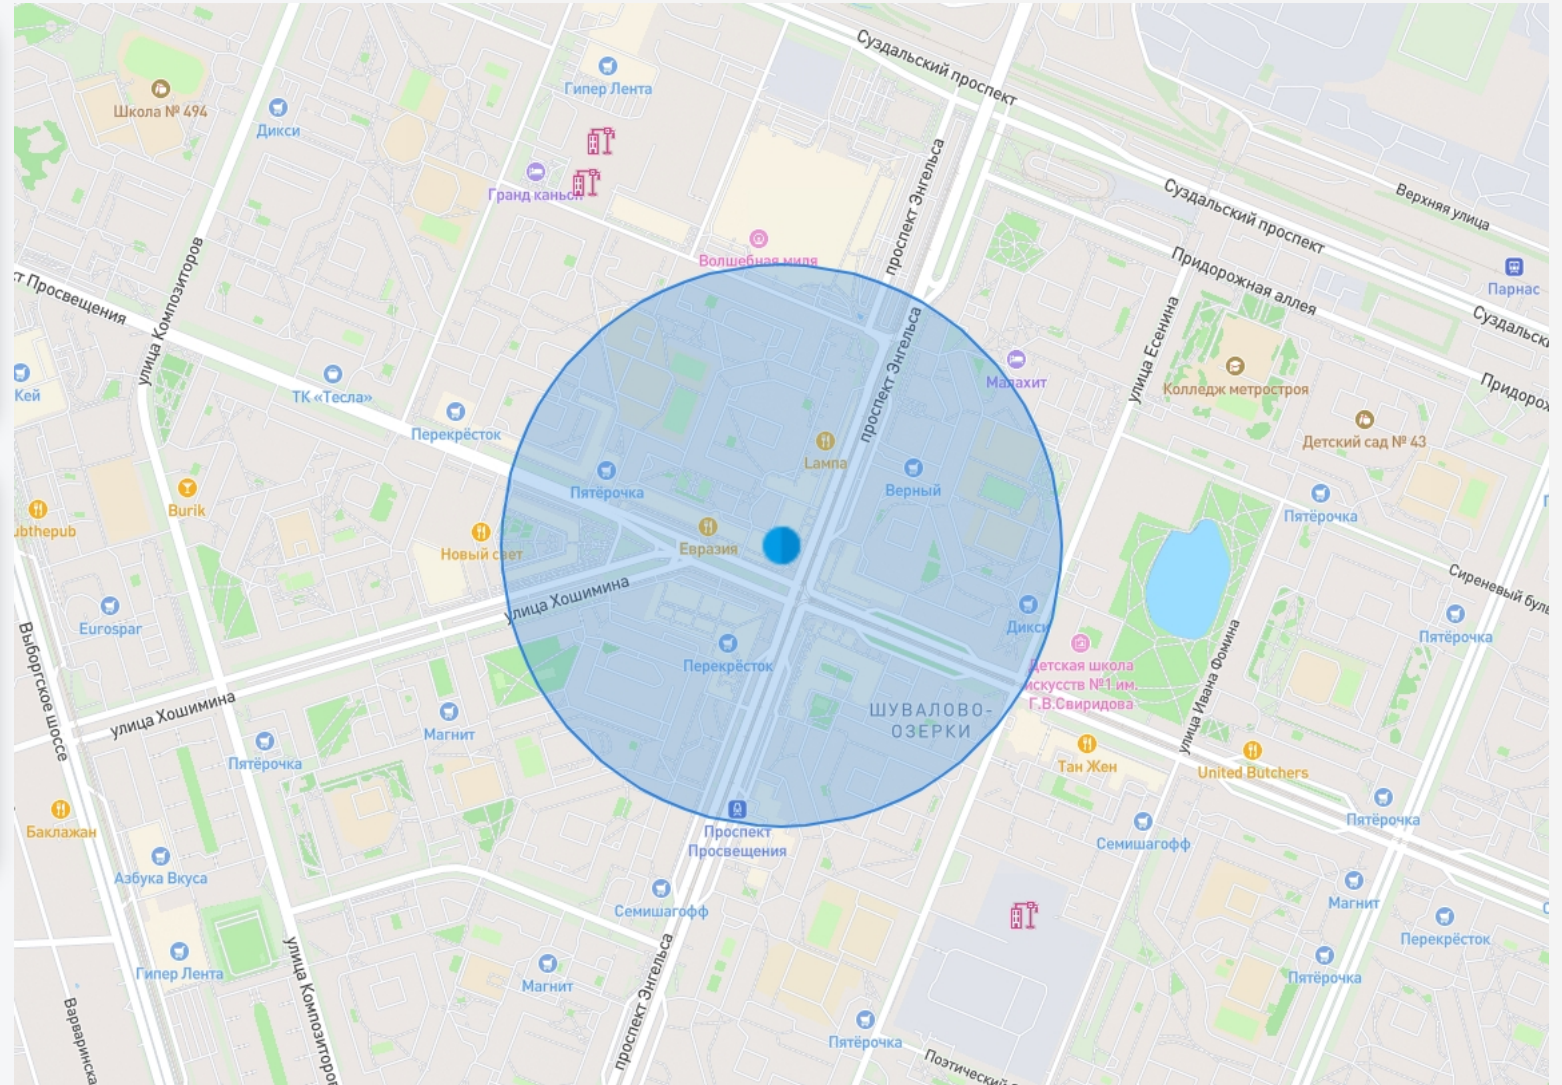 Суздальский проспект
Гипер Лента
Школа № 494
Дикси
проспект Энгельса
Гранд каньон
Суздальский проспект
Верхняя улица
Волшебная миля
Придорожная аллея
Парнас
т Просвещения
улица Композиторов
Суздальски
улица Есенина
проспект Энгельса
Кей
ТК «Тесла»
Малахит
Колледж метростроя
Придорож
Перекрёсток
Детский сад № 43
Lампа
Пятёрочка
Верный
Burik
Пятёрочка
ubthepub
Новый свет
Евразия
Сиреневый буль
улица Хошимина
Eurospar
Дикси
Пятёрочка
Выборгское шоссе
Перекрёсток
Детская школа
искусств №1 им.
Г.В.Свиридова
улица Ивана Фомина
улица Хошимина
ШУВАЛОВО-
ОЗЕРКИ
Магнит
Пятёрочка
Тан Жен
United Butchers
Баклажан
Проспект
Просвещения
Пятёрочка
Семишагофф
Азбука Вкуса
Семишагофф
Магнит
Перекрёсток
Гипер Лента
Магнит
Пятёрочка
улица Композиторов
проспект Энгельса
Варваринска
Пятёрочка
Поэтический